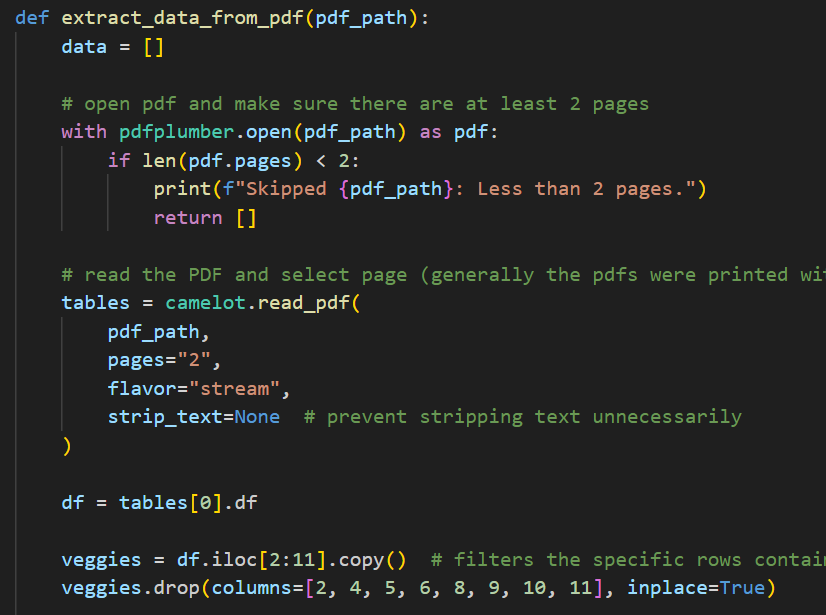 def extract_data_from_pdf(pdf_path):
data = []
# open pdf and make sure there are at least 2 pages
with pdfplumber.open(pdf_path) as pdf:
if len(pdf.pages) < 2:
print(f"Skipped {pdf_path}: Less than 2 pages.")
return []
# read the PDF and select page (generally the pdfs were printed
tables = camelot.read_pdf(
pdf_path,
pages="2",
flavor="stream",
strip_text=None  # prevent stripping text unnecessarily
)
df = tables[0].df
veggies = df.iloc[2:11].copy()  # filters the specific rows
veggies.drop(columns=[2, 4, 5, 6, 8, 9, 10, 11], inplace=True)